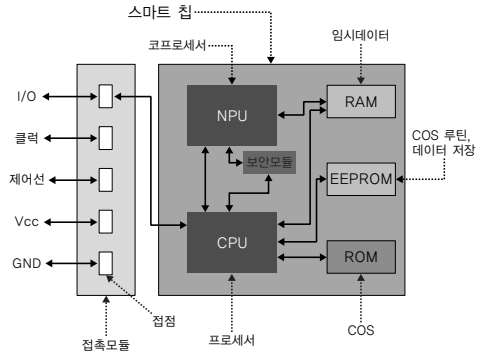 스마트 칩
코프로세서
임시데이터
I/O
클럭
제어선
Vcc
GND
NPU
보안모듈
CPU
RAM
EEPROM
ROM
COS 루틴,
데이터 저장
접점
접촉모듈
프로세서
COS